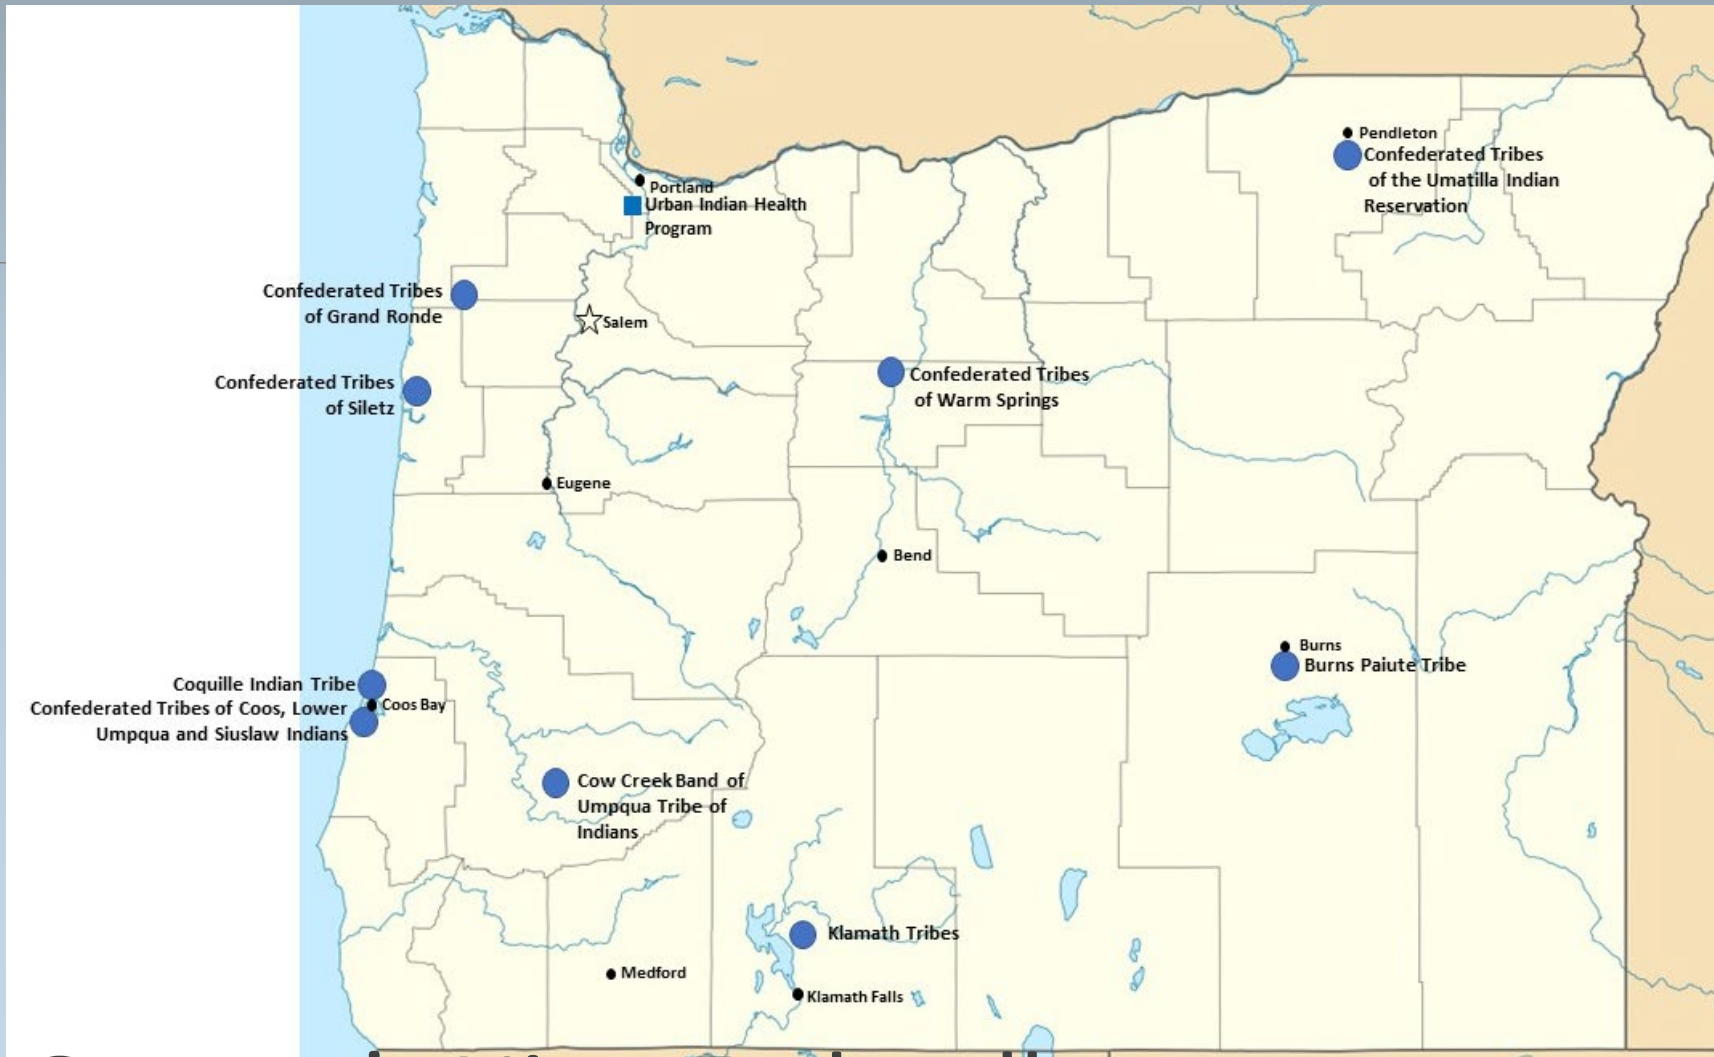 Pendleton
Confederated Tribes
of the Umatilla Indian
Reservation
Portland
Urban Indian Health
Program
Confederated Tribes
of Grand Ronde
Salem
Confederated Tribes
of Siletz
Confederated Tribes
of Warm Springs
Eugene
Bend
Burns
Burns Paiute Tribe
Coquille Indian Tribe
Coos Bay
Confederated Tribes of Coos, Lower
Umpqua and Siuslaw Indians
Cow Creek Band of
Umpqua Tribe of
Indians
Klamath Tribes
Medford
Klamath Falls